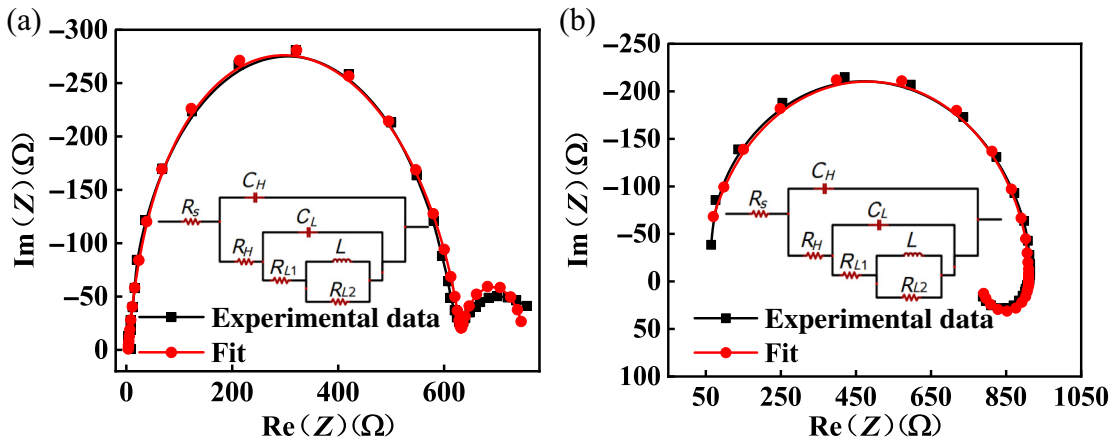 (a)
−300
−250
−200
−150
−100
−50
0
0 200 400 600
Im(Z)(Ω)
Re(Z)(Ω)
C_H
R_s
C_L
R_H
L
R_L1
R_L2
Experimental data
Fit
(b)
−250
−200
−150
−100
−50
0
50
100
50 250 450 650 850 1050
Im(Z)(Ω)
Re(Z)(Ω)
C_H
R_s
C_L
R_H
L
R_L1
R_L2
Experimental data
Fit